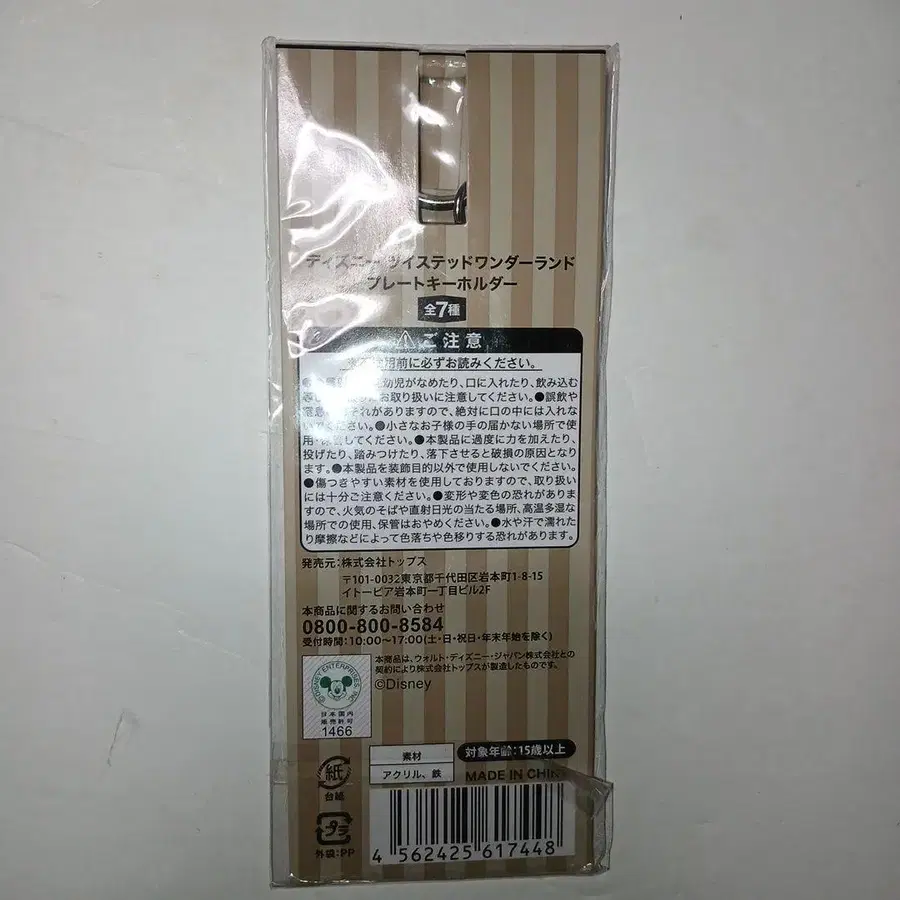 ディズニー ツイステッドワンダーランド
プレートキーホルダー
全7種
⚠ ご注意
用前に必ずお読みください。
幼児がなめたり、口に入れたり、飲み込む
お取り扱いに注意してください。●誤飲や
それがありますので、絶対に口の中には入れな
ください。●小さなお子様の手の届かない場所で使
用・保管してください。●本製品に過度に力を加えたり、
投げたり、踏みつけたり、落下させると破損の原因となり
ます。●本製品を装飾目的以外で使用しないでください。
●傷つきやすい素材を使用しておりますので、取り扱い
には十分ご注意ください。●変形や変色の恐れがありま
すので、火気のそばや直射日光の当たる場所、高温多湿な
場所での使用、保管はおやめください。●水や汗で濡れた
り摩擦などによって色落ちや色移りする恐れがあります。
発売元:株式会社トップス
〒101-0032東京都千代田区岩本町1-8-15
イトーピア岩本町一丁目ビル2F
本商品に関するお問い合わせ
0800-800-8584
受付時間:10:00〜17:00(土・日・祝日・年末年始を除く)
本商品は、ウォルト・ディズニー・ジャパン株式会社との
契約により株式会社トップスが製造したものです。
©Disney
©DISNEY ENTERPRISES, INC.
日本国内
販売許可
1466
素材
アクリル、鉄
対象年齢:15歳以上
MADE IN CHINA
紙
台紙
プラ
外袋:PP
4 562425 617448